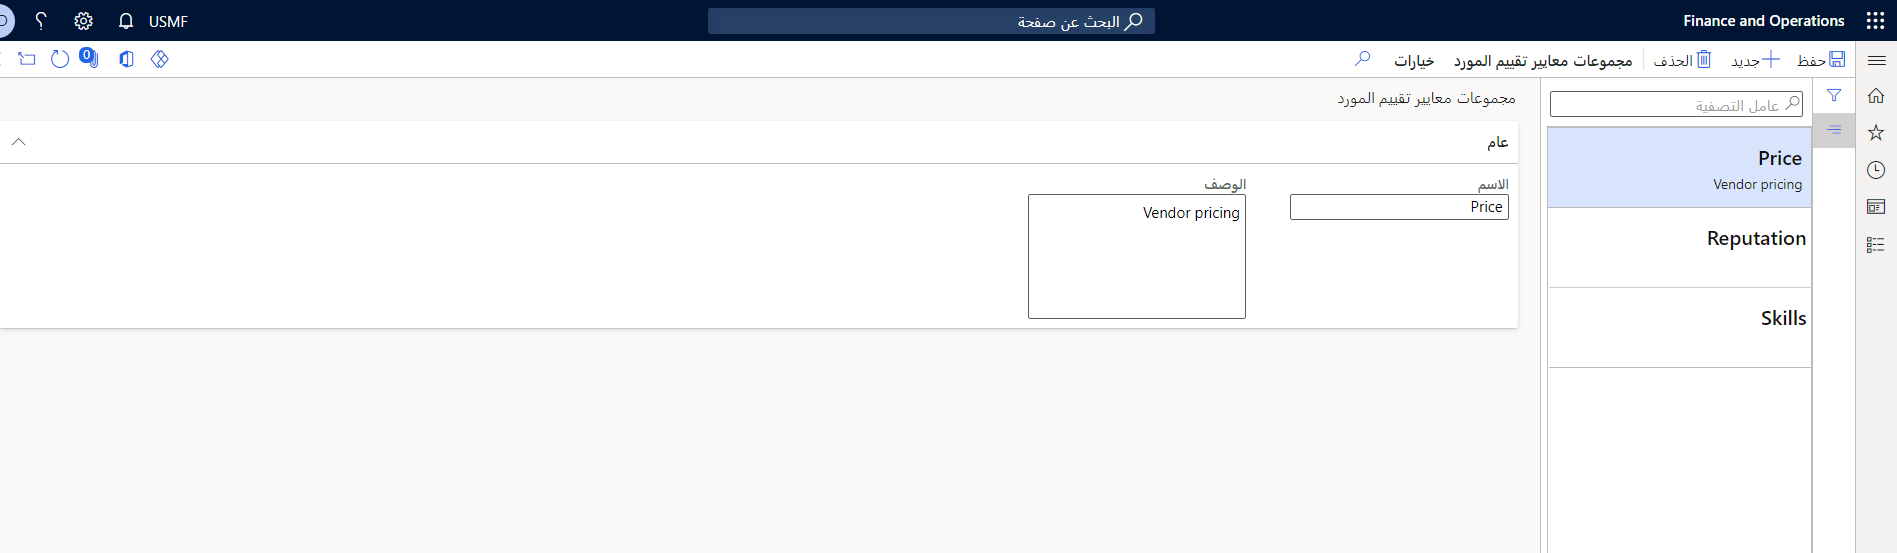 Finance and Operations
البحث عن صفحة
USMF
حفظ
جديد
الحذف
مجموعات معايير تقييم المورد
خيارات
0
عامل التصفية
Price
Vendor pricing
Reputation
Skills
مجموعات معايير تقييم المورد
عام
الاسم
Price
الوصف
Vendor pricing